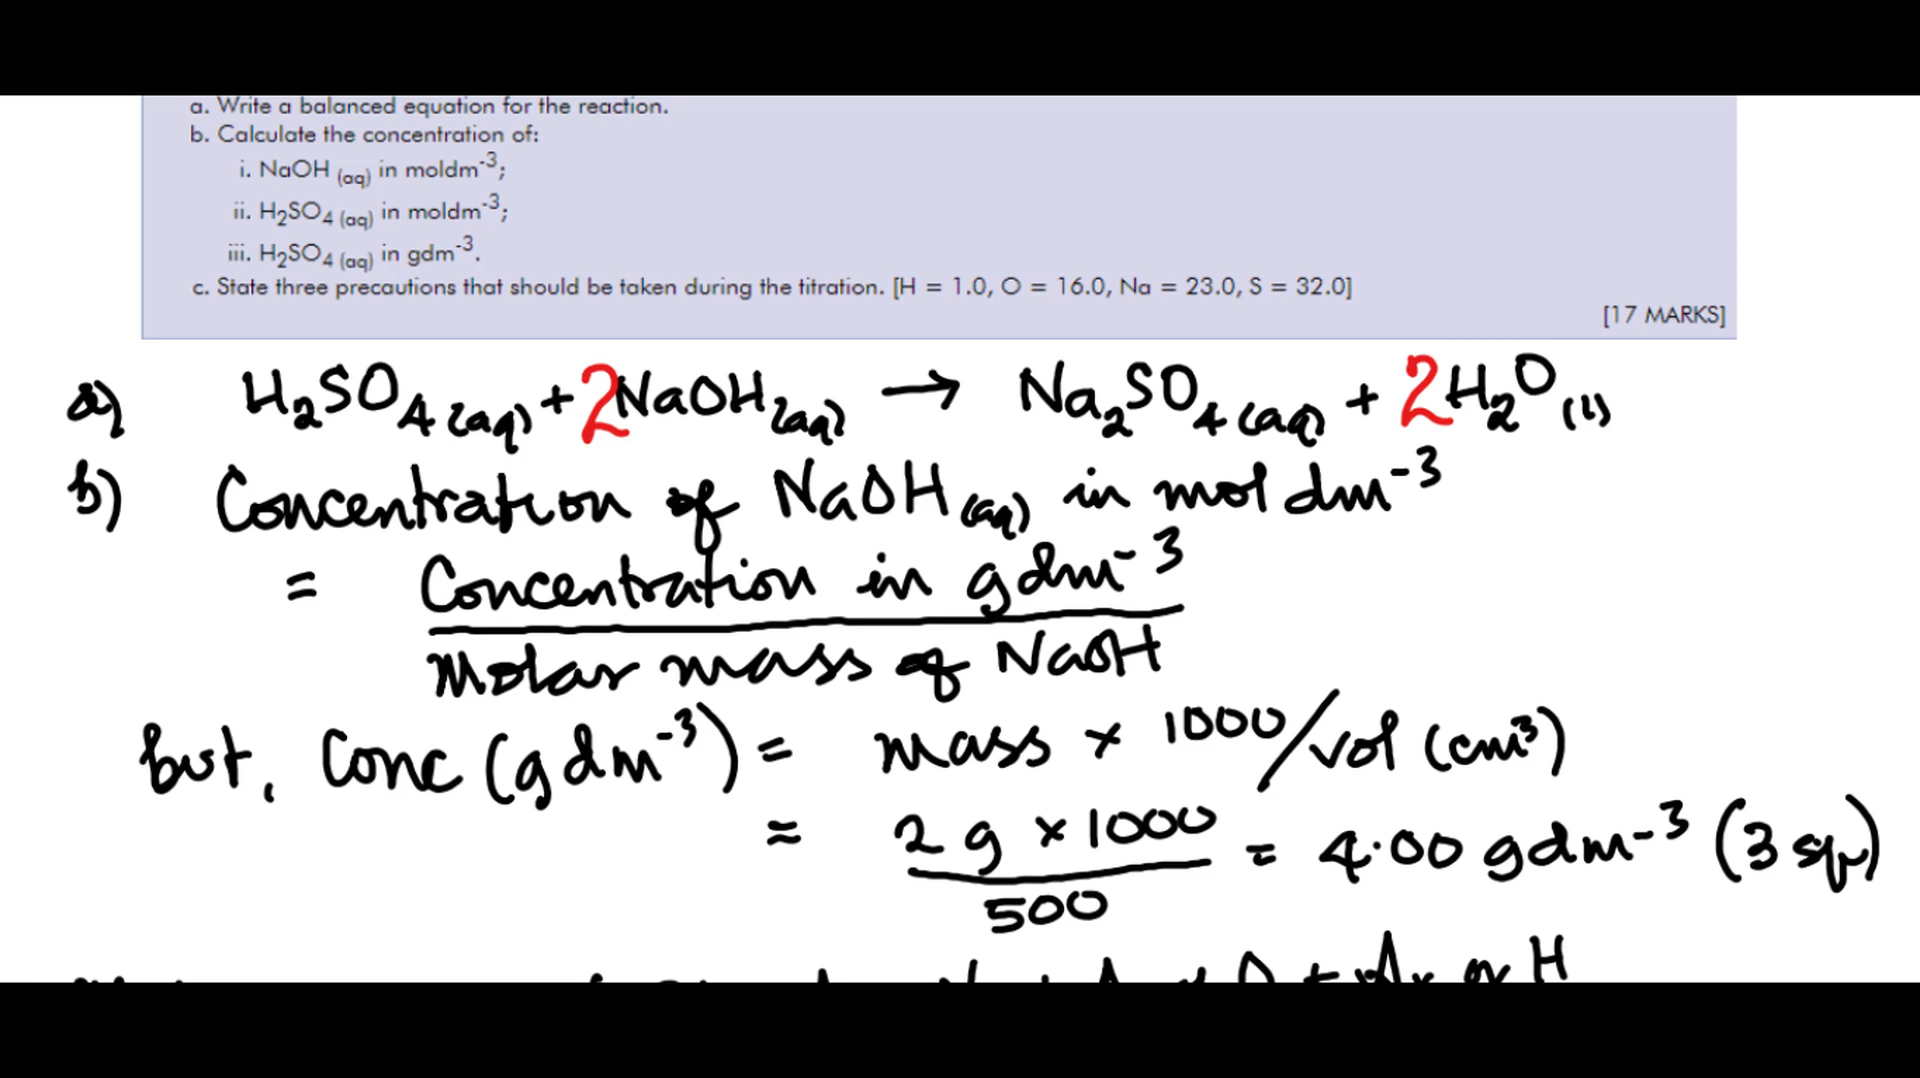 a. Write a balanced equation for the reaction.
b. Calculate the concentration of:
i. NaOH (aq) in moldm-3;
ii. H2SO4 (aq) in moldm-3;
iii. H2SO4 (aq) in gdm-3.
c. State three precautions that should be taken during the titration. [H = 1.0, O = 16.0, Na = 23.0, S = 32.0]
[17 MARKS]
a) H2SO4(aq) + 2NaOH(aq) → Na2SO4(aq) + 2H2O(l)
b) Concentration of NaOH(aq) in moldm-3
= Concentration in gdm-3
Molar mass of NaOH
but, Conc (gdm-3) = mass x 1000/vol (cm3)
= 2g x 1000 = 4.00 gdm-3 (3 sf)
500